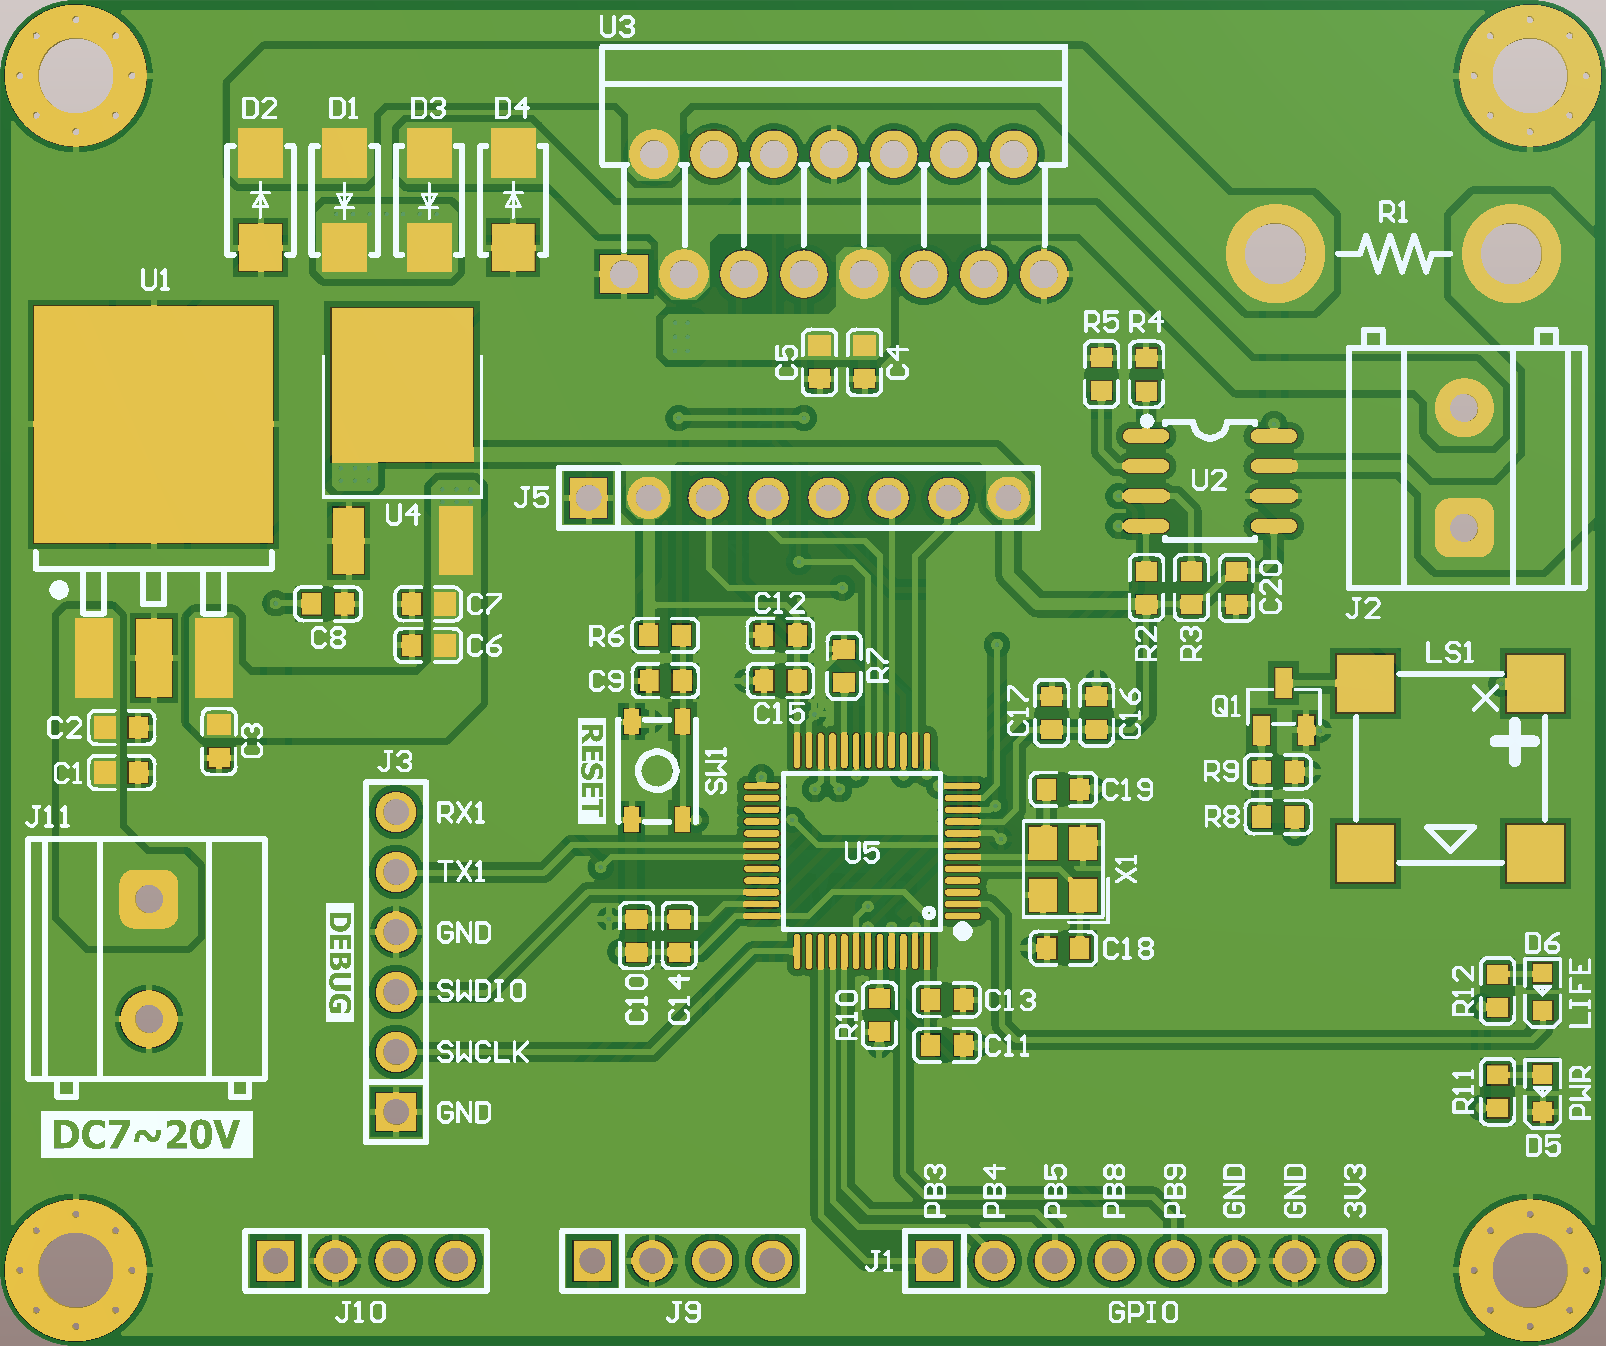 U3
D2
D1
D3
D4
R1
U1
R5
R4
C5
C4
U2
J5
U4
J2
C8
C7
C6
C12
R6
C9
C15
R7
R2
R3
C20
LS1
C17
C16
Q1
C2
C1
C3
RESET
SW1
J3
R9
R8
C19
J11
RX1
TX1
GND
SWDIO
SWCLK
GND
DEBUG
U5
X1
C18
D6
R12
LIFE
C10
C14
R10
C13
C11
R11
PWR
D5
DC7~20V
PB3
PB4
PB5
PB8
PB9
GND
GND
3V3
J1
J10
J9
GPIO